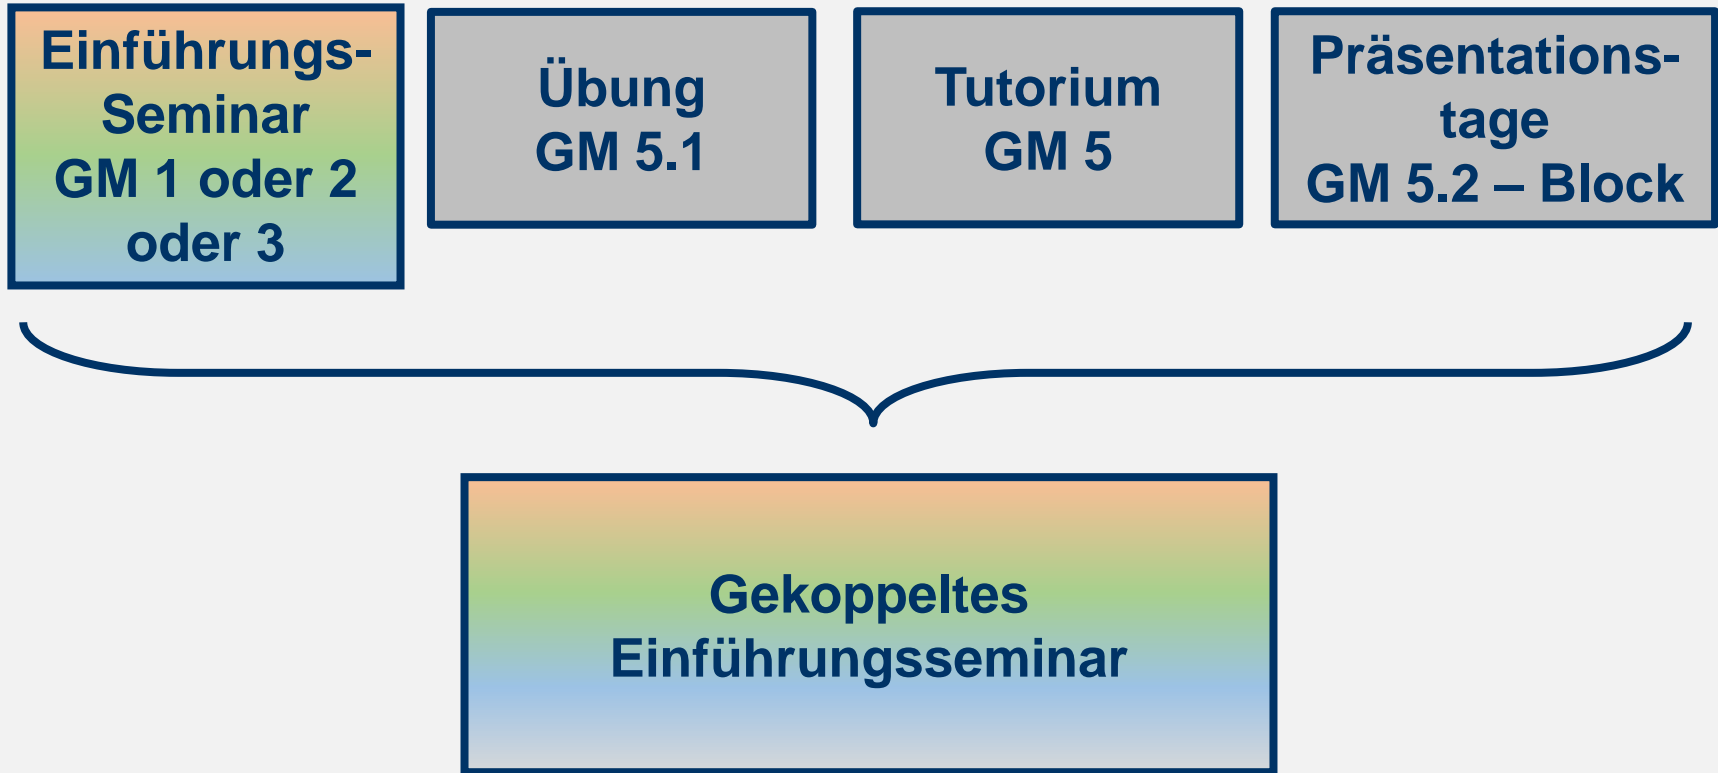 Einführungs-
Seminar
GM 1 oder 2
oder 3
Übung
GM 5.1
Tutorium
GM 5
Präsentations-
tage
GM 5.2 – Block
Gekoppeltes
Einführungsseminar